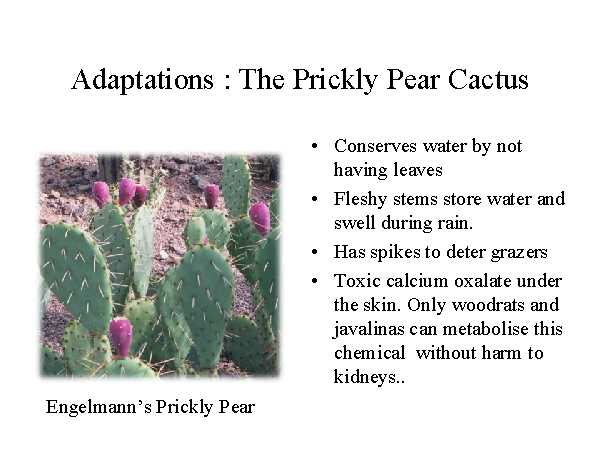 Adaptations : The Prickly Pear Cactus
• Conserves water by not
having leaves
• Fleshy stems store water and
swell during rain.
• Has spikes to deter grazers
• Toxic calcium oxalate under
the skin. Only woodrats and
javalinas can metabolise this
chemical  without harm to
kidneys..
Engelmann’s Prickly Pear